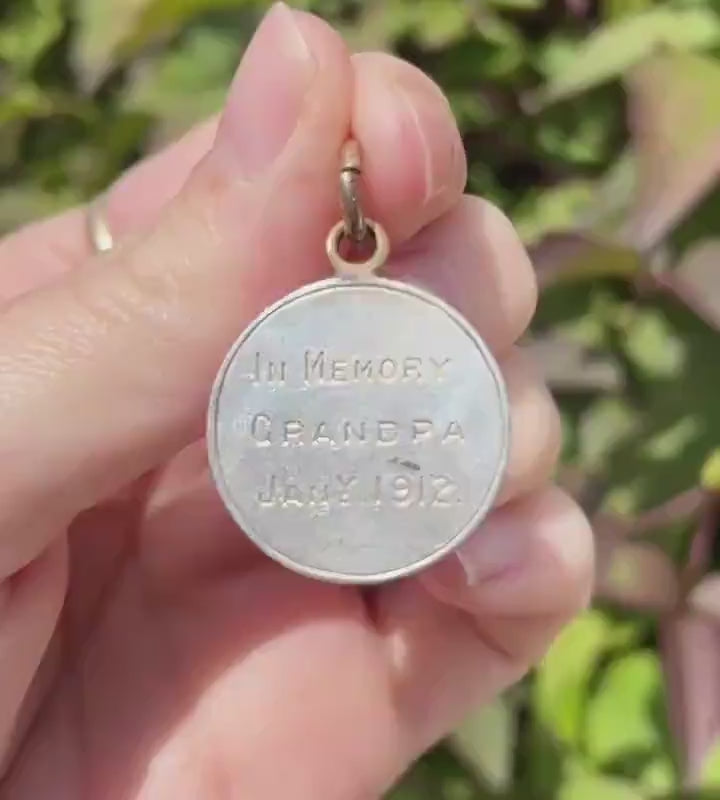 IN MEMORY
GRANDPA
JANY. 1912.